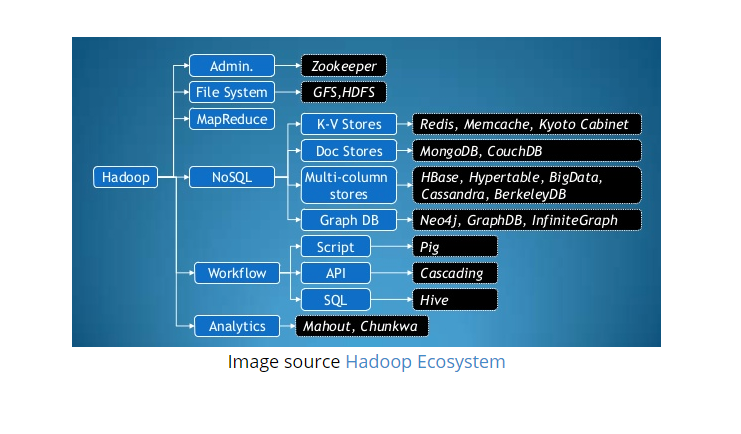 Admin.
Zookeeper
File System
GFS,HDFS
MapReduce
K-V Stores
Redis, Memcache, Kyoto Cabinet
Doc Stores
MongoDB, CouchDB
Hadoop
NoSQL
Multi-column
stores
HBase, Hypertable, BigData,
Cassandra, BerkeleyDB
Graph DB
Neo4j, GraphDB, InfiniteGraph
Script
Pig
Workflow
API
Cascading
SQL
Hive
Analytics
Mahout, Chunkwa
Image source Hadoop Ecosystem